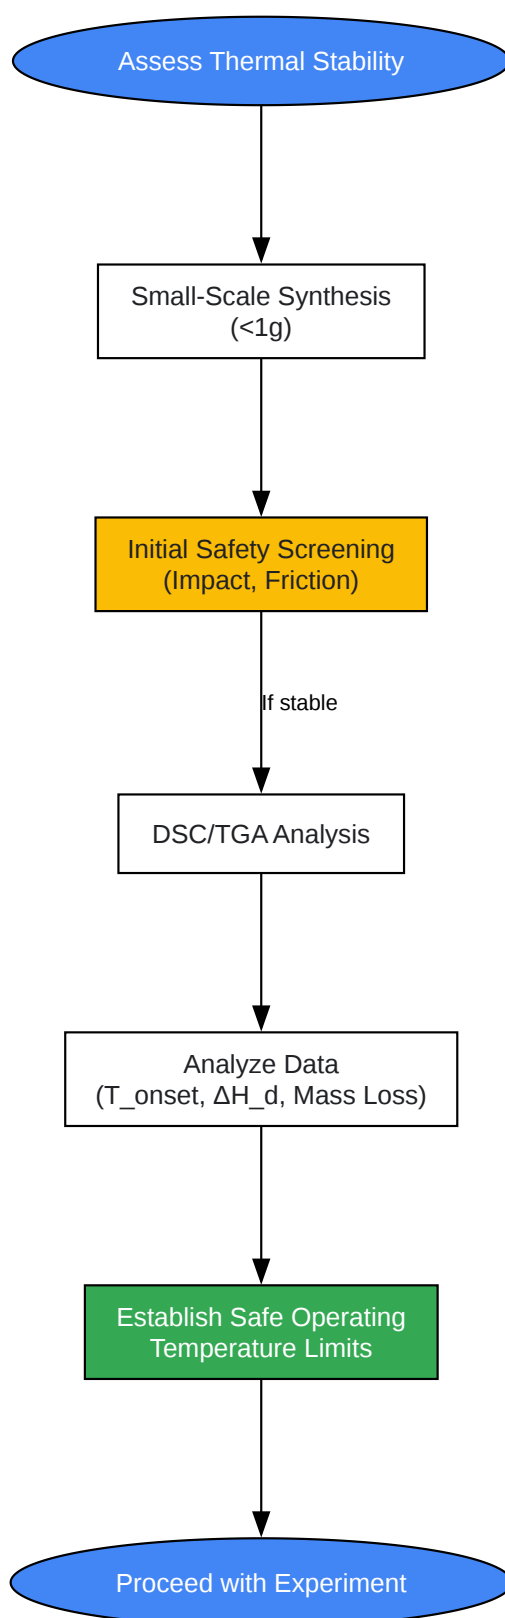 Assess Thermal Stability
Small-Scale Synthesis
(<1g)
Initial Safety Screening
(Impact, Friction)
If stable
DSC/TGA Analysis
Analyze Data
(T_onset, ΔH_d, Mass Loss)
Establish Safe Operating
Temperature Limits
Proceed with Experiment